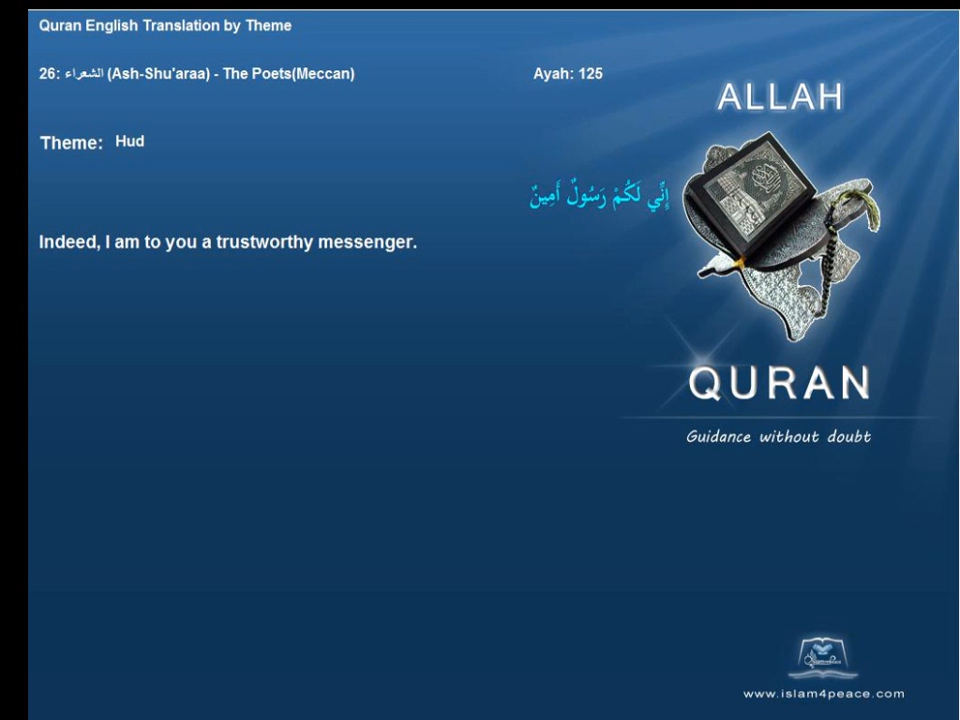 Quran English Translation by Theme
26: الشعراء (Ash-Shu'araa) - The Poets(Meccan)
Ayah: 125
ALLAH
Theme: Hud
إِنِّي لَكُمْ رَسُولٌ أَمِينٌ
Indeed, I am to you a trustworthy messenger.
QURAN
Guidance without doubt
www.islam4peace.com